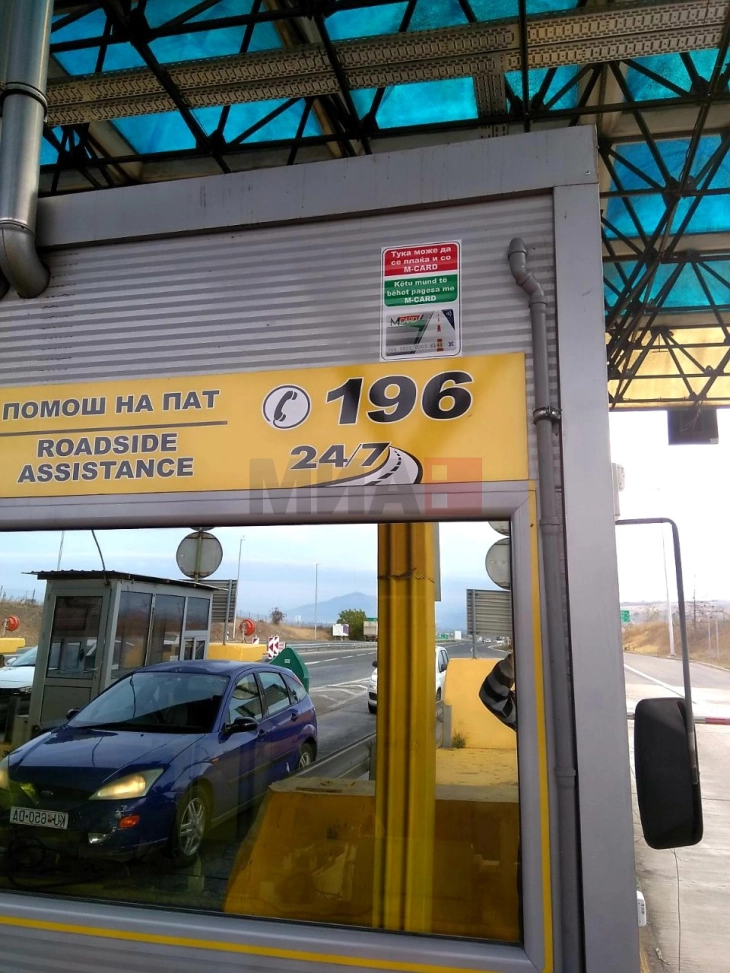 Тука може да
се плаќа и со
M-CARD
Këtu mund të
bëhet pagesa me
M-CARD
ПОМОШ НА ПАТ
196
ROADSIDE
ASSISTANCE
24/7
МИА